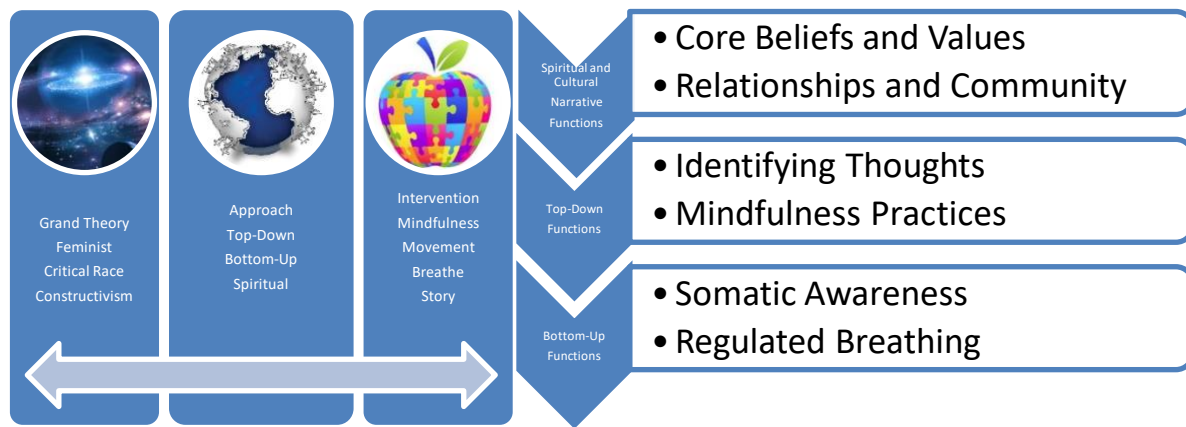 Grand Theory
Feminist
Critical Race
Constructivism
Approach
Top-Down
Bottom-Up
Spiritual
Intervention
Mindfulness
Movement
Breathe
Story
Spiritual and
Cultural
Narrative
Functions
• Core Beliefs and Values
• Relationships and Community
Top-Down
Functions
• Identifying Thoughts
• Mindfulness Practices
Bottom-Up
Functions
• Somatic Awareness
• Regulated Breathing